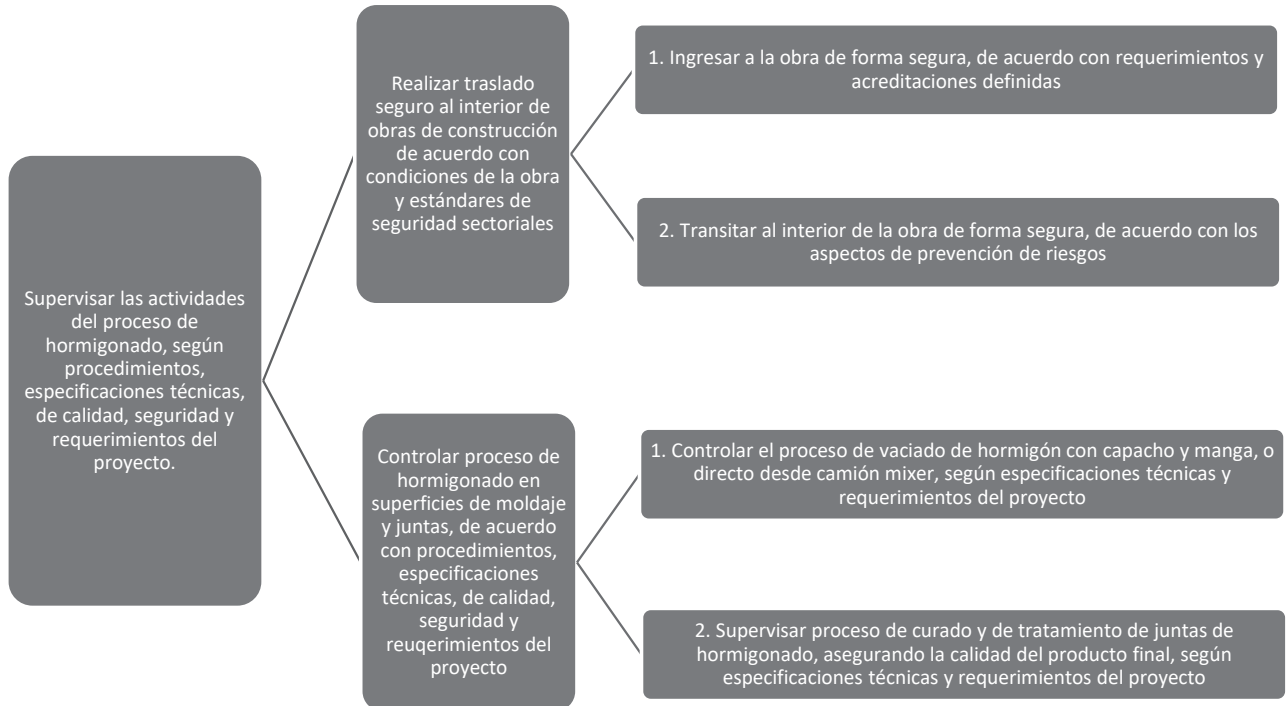 Supervisar las actividades
del proceso de
hormigonado, según
procedimientos,
especificaciones técnicas,
de calidad, seguridad y
requerimientos del
proyecto.
Realizar traslado
seguro al interior de
obras de construcción
de acuerdo con
condiciones de la obra
y estándares de
seguridad sectoriales
1. Ingresar a la obra de forma segura, de acuerdo con requerimientos y
acreditaciones definidas
2. Transitar al interior de la obra de forma segura, de acuerdo con los
aspectos de prevención de riesgos
Controlar proceso de
hormigonado en
superficies de moldaje
y juntas, de acuerdo
con procedimientos,
especificaciones
técnicas, de calidad,
seguridad y
reuqerimientos del
proyecto
1. Controlar el proceso de vaciado de hormigón con capacho y manga, o
directo desde camión mixer, según especificaciones técnicas y
requerimientos del proyecto
2. Supervisar proceso de curado y de tratamiento de juntas de
hormigonado, asegurando la calidad del producto final, según
especificaciones técnicas y requerimientos del proyecto